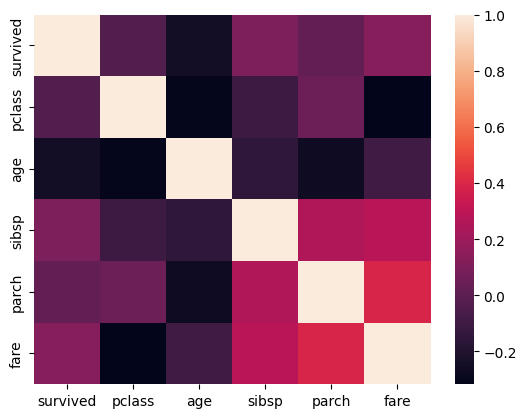 survived
pclass
age
sibsp
parch
fare
survived pclass age sibsp parch fare
1.0
0.8
0.6
0.4
0.2
0.0
−0.2